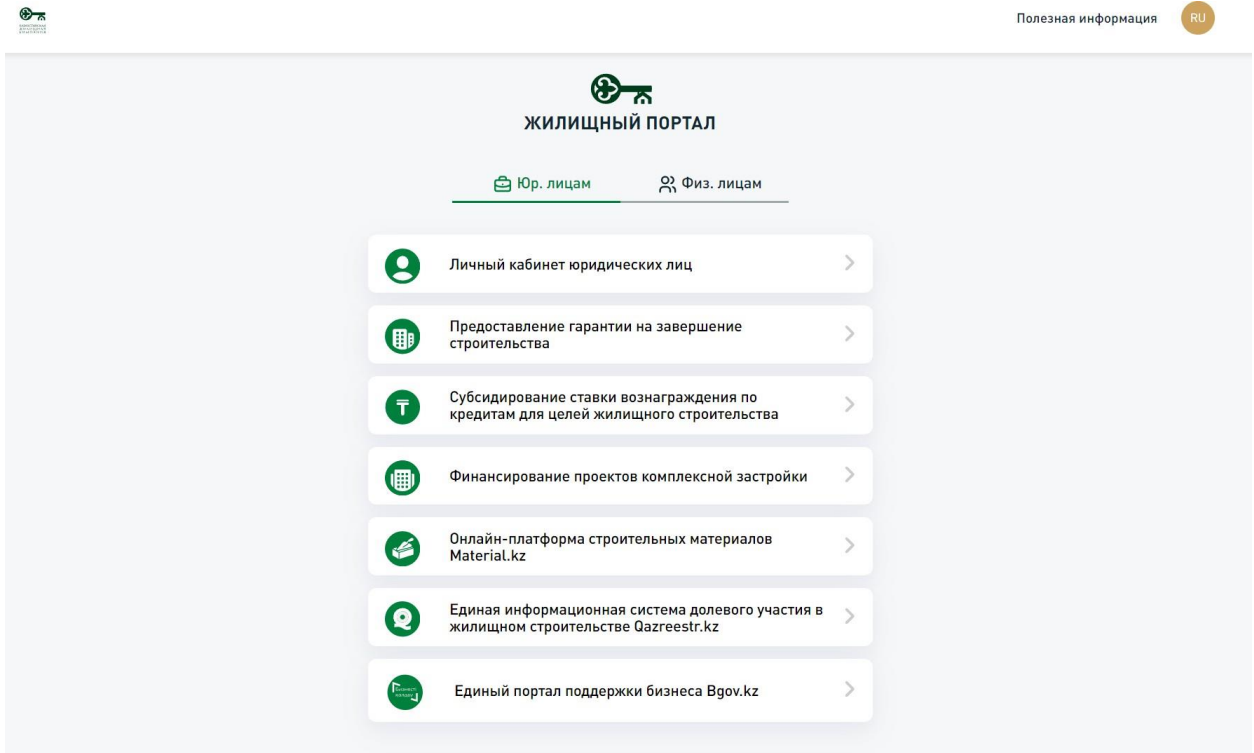 Полезная информация
RU
ЖИЛИЩНЫЙ ПОРТАЛ
Юр. лицам
Физ. лицам
Личный кабинет юридических лиц
Предоставление гарантии на завершение
строительства
Субсидирование ставки вознаграждения по
кредитам для целей жилищного строительства
Финансирование проектов комплексной застройки
Онлайн-платформа строительных материалов
Material.kz
Единая информационная система долевого участия в
жилищном строительстве Qazreestr.kz
Единый портал поддержки бизнеса Bgov.kz